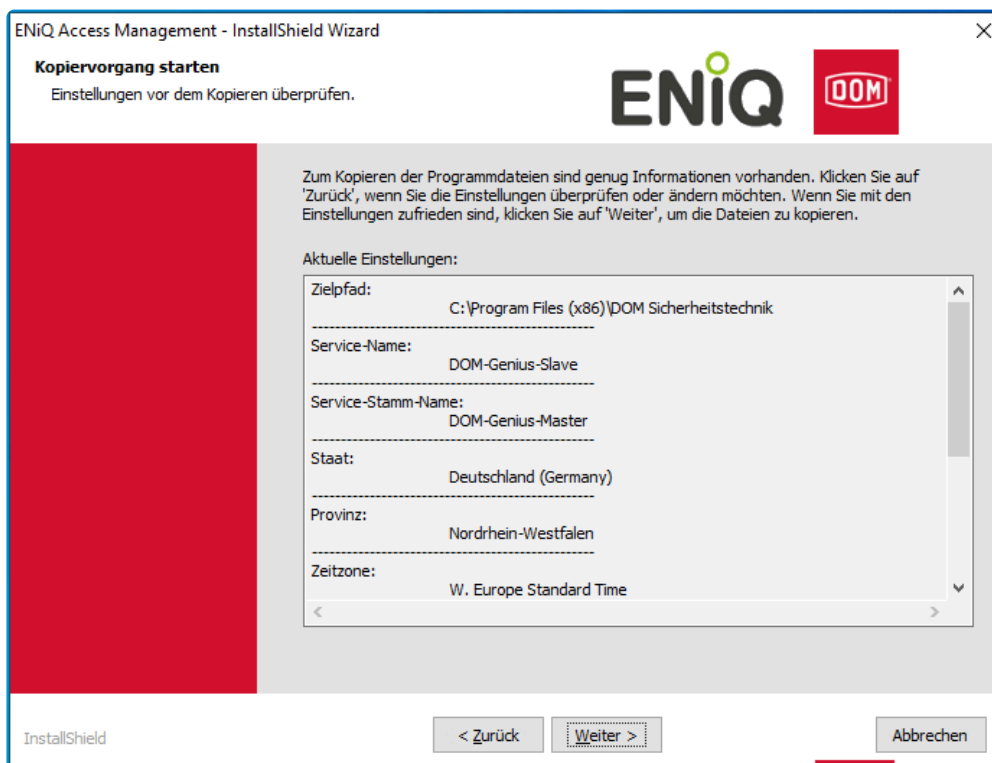 ENiQ Access Management - InstallShield Wizard
Kopiervorgang starten
Einstellungen vor dem Kopieren überprüfen.
ENiQ
DOM
Zum Kopieren der Programmdateien sind genug Informationen vorhanden. Klicken Sie auf
'Zurück', wenn Sie die Einstellungen überprüfen oder ändern möchten. Wenn Sie mit den
Einstellungen zufrieden sind, klicken Sie auf 'Weiter', um die Dateien zu kopieren.
Aktuelle Einstellungen:
Zielpfad:
C:\Program Files (x86)\DOM Sicherheitstechnik
--------------------------------------------------
Service-Name:
DOM-Genius-Slave
--------------------------------------------------
Service-Stamm-Name:
DOM-Genius-Master
--------------------------------------------------
Staat:
Deutschland (Germany)
--------------------------------------------------
Provinz:
Nordrhein-Westfalen
--------------------------------------------------
Zeitzone:
W. Europe Standard Time
InstallShield
< Zurück
Weiter >
Abbrechen